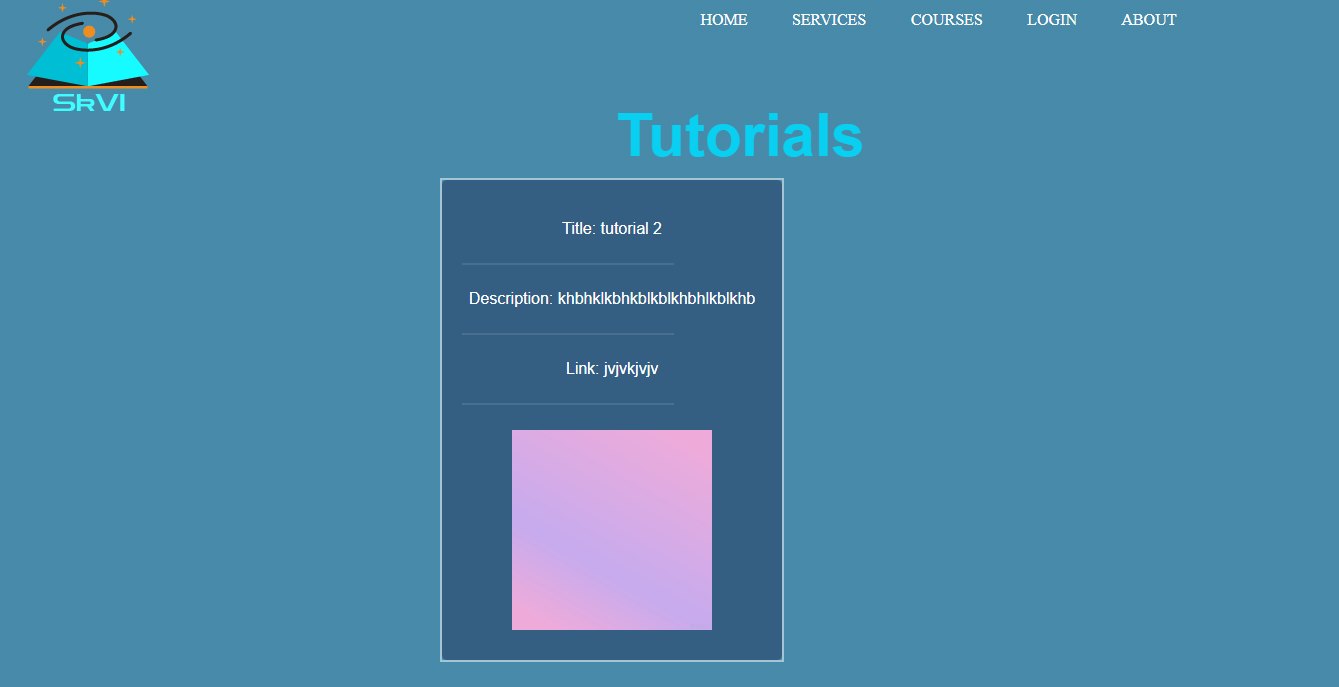 HOME SERVICES COURSES LOGIN ABOUT
SkVI
Tutorials
Title: tutorial 2
Description: khbhklkbhkblkblkhbhlkblkhb
Link: jvjvkjvjv